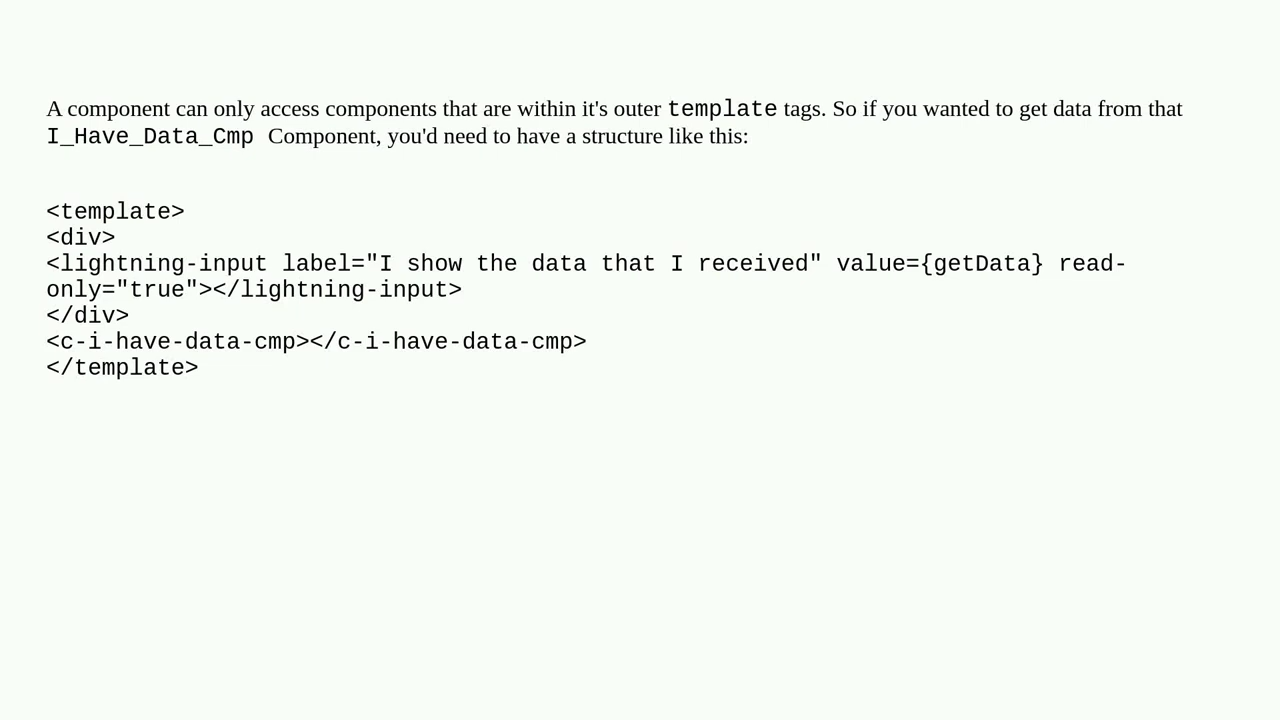 A component can only access components that are within it's outer template tags. So if you wanted to get data from that
I_Have_Data_Cmp Component, you'd need to have a structure like this:
<template>
<div>
<lightning-input label="I show the data that I received" value={getData} read-
only="true"></lightning-input>
</div>
<c-i-have-data-cmp></c-i-have-data-cmp>
</template>